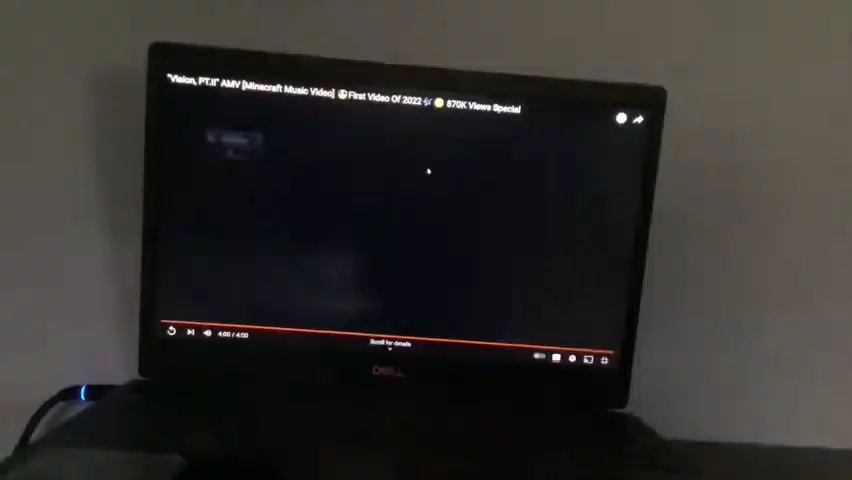 "Vision, PT.II" AMV [Minecraft Music Video] 😱First Video Of 2022 🎉 😊 870K Views Special
4:00 / 4:00
Scroll for details
DELL